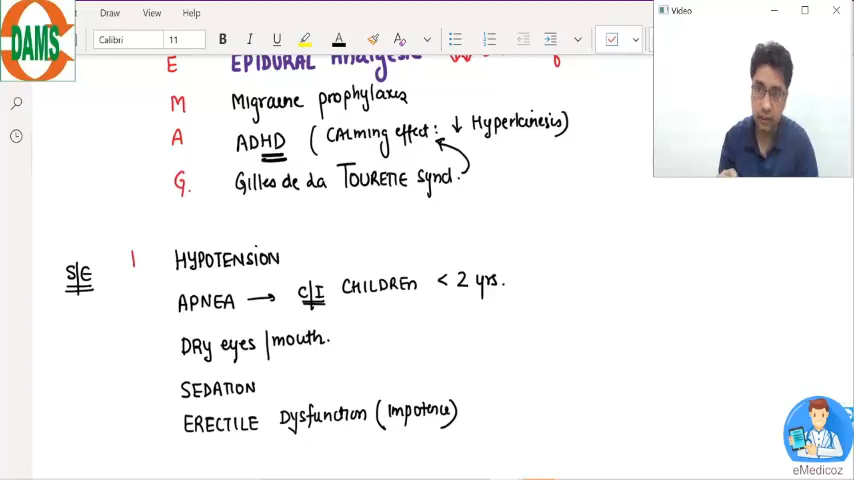 DAMS
Draw View Help
Calibri 11 B I U A
Video
E EPIDURAL Analgesic
M Migraene prophylaxis
A ADHD (CALMING effect: ↓ Hyperkinesis)
G. Gilles de da TOURETTE synd.
S/E 1 HYPOTENSION
APNEA → C/I CHILDREN < 2 yrs.
DRY eyes /mouth.
SEDATION
ERECTILE Dysfunction (impotence)
eMedicoz